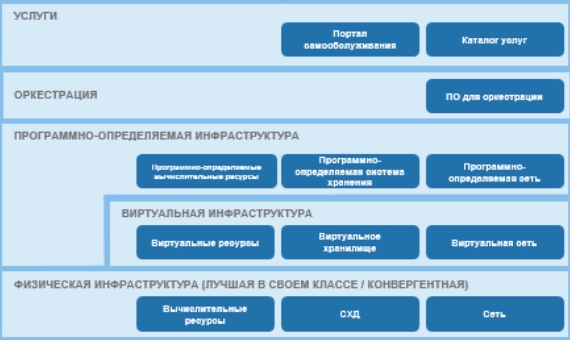 УСЛУГИ
Портал
самообслуживания
Каталог услуг
ОРКЕСТРАЦИЯ
ПО для оркестрации
ПРОГРАММНО-ОПРЕДЕЛЯЕМАЯ ИНФРАСТРУКТУРА
Программно-определяемые
вычислительные ресурсы
Программно-
определяемая система
хранения
Программно-
определяемая сеть
ВИРТУАЛЬНАЯ ИНФРАСТРУКТУРА
Виртуальные ресурсы
Виртуальное
хранилище
Виртуальная сеть
ФИЗИЧЕСКАЯ ИНФРАСТРУКТУРА (ЛУЧШАЯ В СВОЕМ КЛАССЕ / КОНВЕРГЕНТНАЯ)
Вычислительные
ресурсы
СХД
Сеть